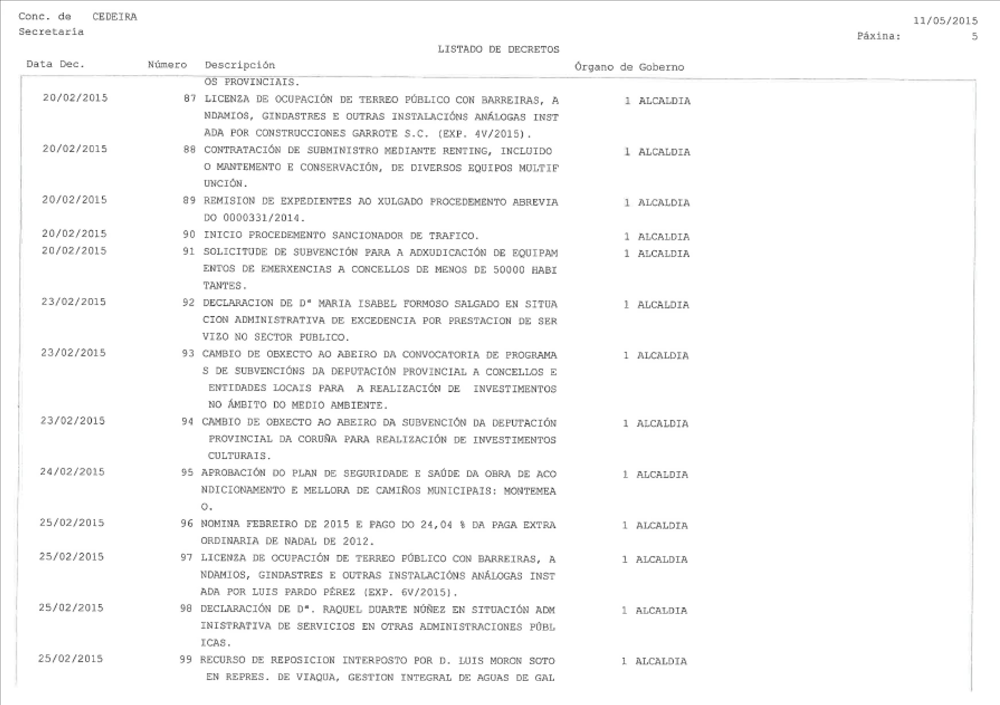 Conc. de CEDEIRA
11/05/2015
Secretaría
Páxina: 5
LISTADO DE DECRETOS
Data Dec. Número Descripción Órgano de Goberno
OS PROVINCIAIS.
20/02/2015 87 LICENZA DE OCUPACIÓN DE TERREO PÚBLICO CON BARREIRAS, A 1 ALCALDIA
NDAMIOS, GINDASTRES E OUTRAS INSTALACIÓNS ANÁLOGAS INST
ADA POR CONSTRUCCIONES GARROTE S.C. (EXP. 4V/2015).
20/02/2015 88 CONTRATACIÓN DE SUBMINISTRO MEDIANTE RENTING, INCLUIDO 1 ALCALDIA
O MANTEMENTO E CONSERVACIÓN, DE DIVERSOS EQUIPOS MULTIF
UNCIÓN.
20/02/2015 89 REMISION DE EXPEDIENTES AO XULGADO PROCEDEMENTO ABREVIA 1 ALCALDIA
DO 0000331/2014.
20/02/2015 90 INICIO PROCEDEMENTO SANCIONADOR DE TRAFICO. 1 ALCALDIA
20/02/2015 91 SOLICITUDE DE SUBVENCIÓN PARA A ADXUDICACIÓN DE EQUIPAM 1 ALCALDIA
ENTOS DE EMERXENCIAS A CONCELLOS DE MENOS DE 50000 HABI
TANTES.
23/02/2015 92 DECLARACION DE Dª MARIA ISABEL FORMOSO SALGADO EN SITUA 1 ALCALDIA
CION ADMINISTRATIVA DE EXCEDENCIA POR PRESTACION DE SER
VIZO NO SECTOR PUBLICO.
23/02/2015 93 CAMBIO DE OBXECTO AO ABEIRO DA CONVOCATORIA DE PROGRAMA 1 ALCALDIA
S DE SUBVENCIÓNS DA DEPUTACIÓN PROVINCIAL A CONCELLOS E
ENTIDADES LOCAIS PARA A REALIZACIÓN DE INVESTIMENTOS
NO ÁMBITO DO MEDIO AMBIENTE.
23/02/2015 94 CAMBIO DE OBXECTO AO ABEIRO DA SUBVENCIÓN DA DEPUTACIÓN 1 ALCALDIA
PROVINCIAL DA CORUÑA PARA REALIZACIÓN DE INVESTIMENTOS
CULTURAIS.
24/02/2015 95 APROBACIÓN DO PLAN DE SEGURIDADE E SAÚDE DA OBRA DE ACO 1 ALCALDIA
NDICIONAMENTO E MELLORA DE CAMIÑOS MUNICIPAIS: MONTEMEA
O.
25/02/2015 96 NOMINA FEBREIRO DE 2015 E PAGO DO 24,04 % DA PAGA EXTRA 1 ALCALDIA
ORDINARIA DE NADAL DE 2012.
25/02/2015 97 LICENZA DE OCUPACIÓN DE TERREO PÚBLICO CON BARREIRAS, A 1 ALCALDIA
NDAMIOS, GINDASTRES E OUTRAS INSTALACIÓNS ANÁLOGAS INST
ADA POR LUIS PARDO PÉREZ (EXP. 6V/2015).
25/02/2015 98 DECLARACIÓN DE Dª. RAQUEL DUARTE NÚÑEZ EN SITUACIÓN ADM 1 ALCALDIA
INISTRATIVA DE SERVICIOS EN OTRAS ADMINISTRACIONES PÚBL
ICAS.
25/02/2015 99 RECURSO DE REPOSICION INTERPOSTO POR D. LUIS MORON SOTO 1 ALCALDIA
EN REPRES. DE VIAQUA, GESTION INTEGRAL DE AGUAS DE GAL